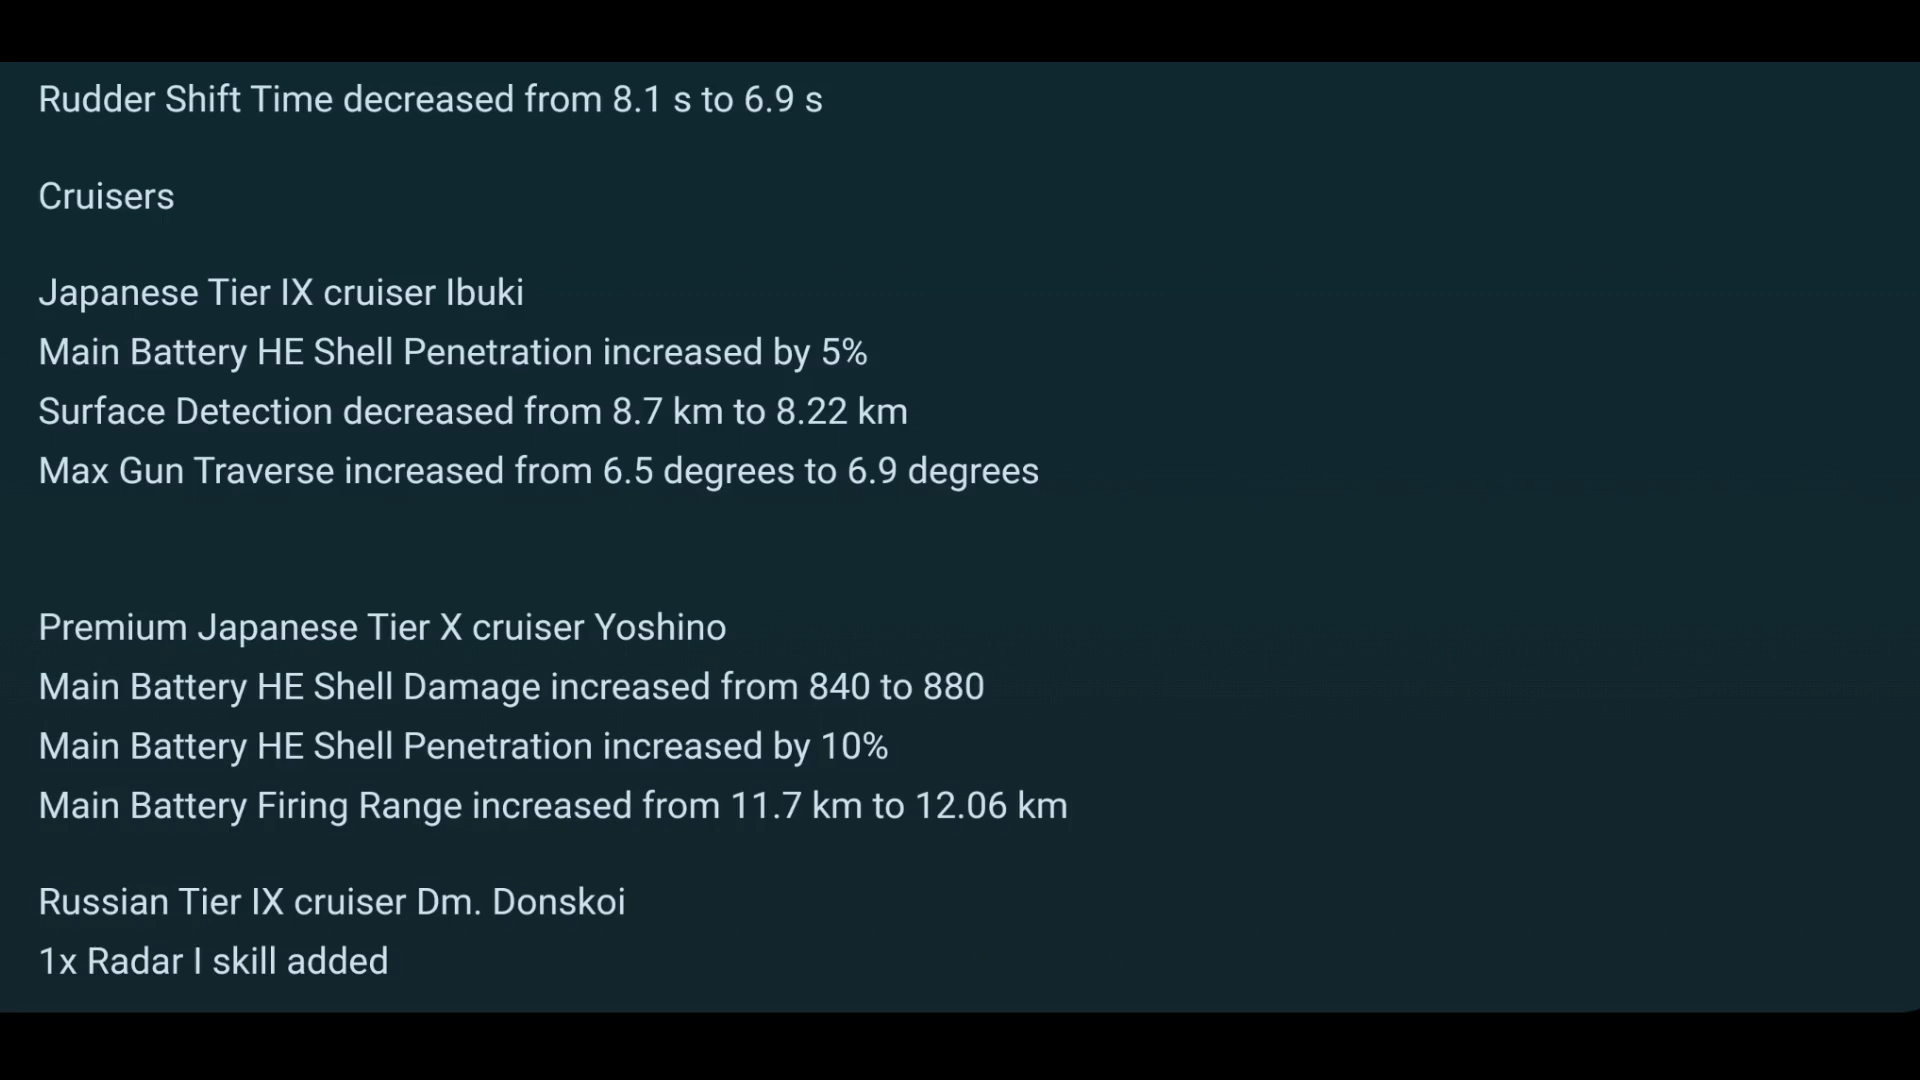 Rudder Shift Time decreased from 8.1 s to 6.9 s
Cruisers
Japanese Tier IX cruiser Ibuki
Main Battery HE Shell Penetration increased by 5%
Surface Detection decreased from 8.7 km to 8.22 km
Max Gun Traverse increased from 6.5 degrees to 6.9 degrees
Premium Japanese Tier X cruiser Yoshino
Main Battery HE Shell Damage increased from 840 to 880
Main Battery HE Shell Penetration increased by 10%
Main Battery Firing Range increased from 11.7 km to 12.06 km
Russian Tier IX cruiser Dm. Donskoi
1x Radar I skill added